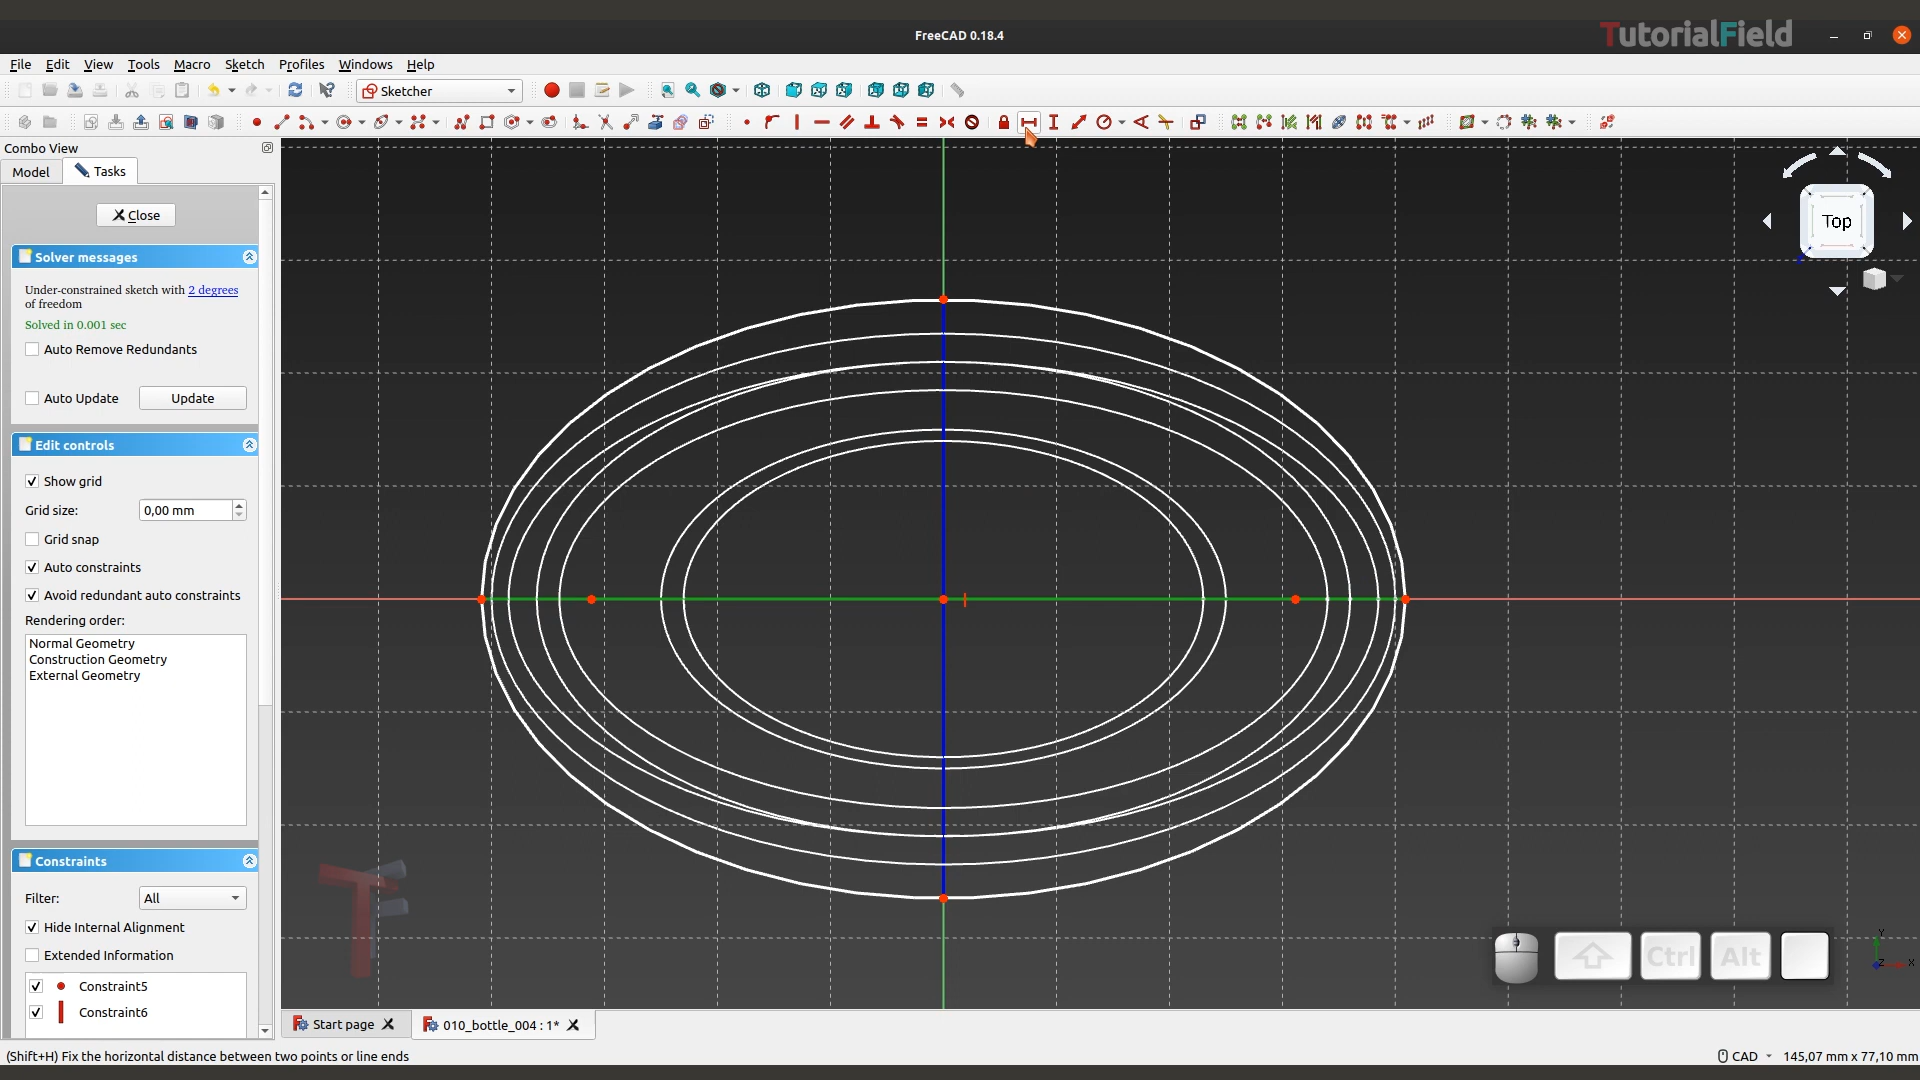 TutorialField
FreeCAD 0.18.4
File Edit View Tools Macro Sketch Profiles Windows Help
Sketcher
Combo View
Model Tasks
Close
Solver messages
Under-constrained sketch with 2 degrees
of freedom
Solved in 0.001 sec
Auto Remove Redundants
Auto Update Update
Edit controls
Show grid
Grid size: 0,00 mm
Grid snap
Auto constraints
Avoid redundant auto constraints
Rendering order:
Normal Geometry
Construction Geometry
External Geometry
Constraints
Filter: All
Hide Internal Alignment
Extended Information
Constraint5
Constraint6
Top
Ctrl Alt
Y
Z X
Start page 010_bottle_004 : 1*
(Shift+H) Fix the horizontal distance between two points or line ends
CAD 145,07 mm x 77,10 mm